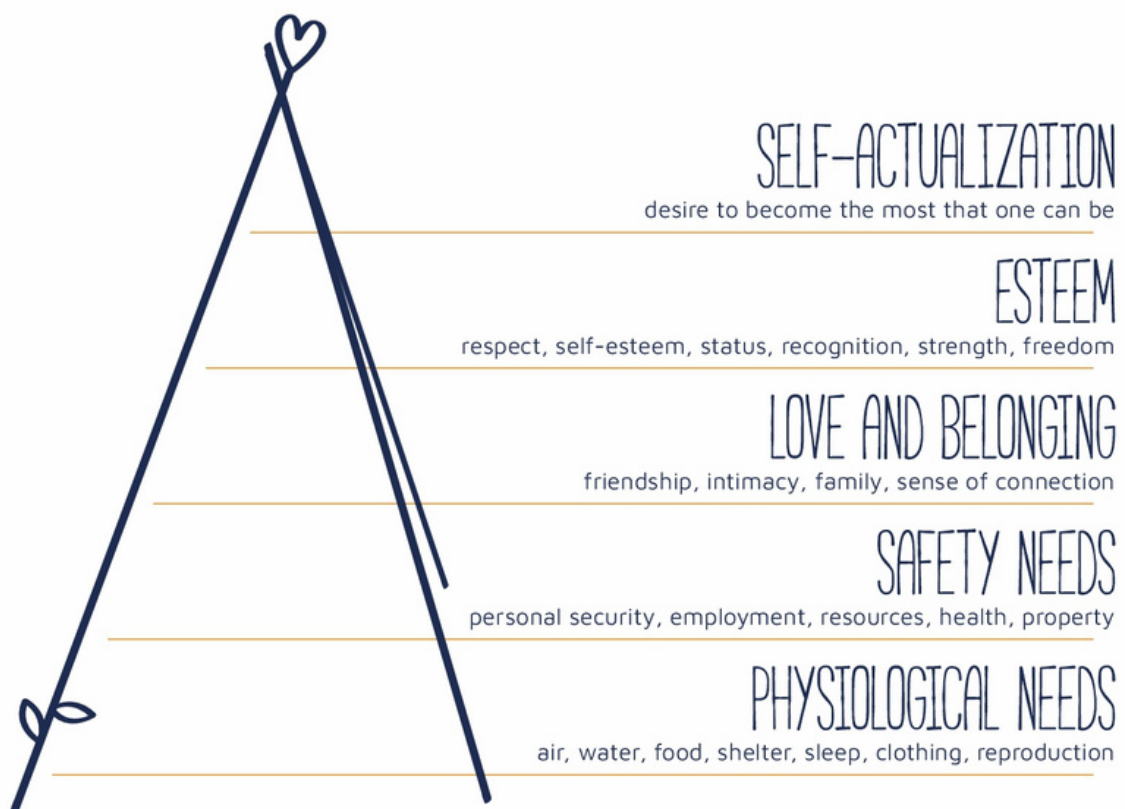 SELF-ACTUALIZATION
desire to become the most that one can be
ESTEEM
respect, self-esteem, status, recognition, strength, freedom
LOVE AND BELONGING
friendship, intimacy, family, sense of connection
SAFETY NEEDS
personal security, employment, resources, health, property
PHYSIOLOGICAL NEEDS
air, water, food, shelter, sleep, clothing, reproduction